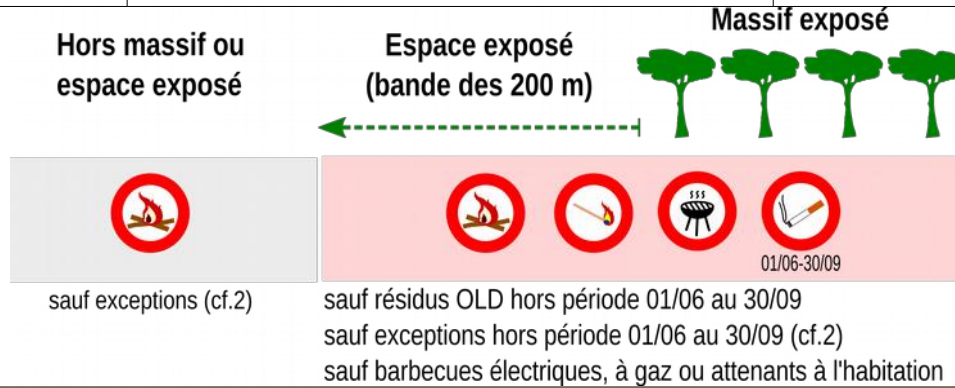 Massif exposé
Hors massif ou
espace exposé
Espace exposé
(bande des 200 m)
01/06-30/09
sauf exceptions (cf.2)
sauf résidus OLD hors période 01/06 au 30/09
sauf exceptions hors période 01/06 au 30/09 (cf.2)
sauf barbecues électriques, à gaz ou attenants à l'habitation